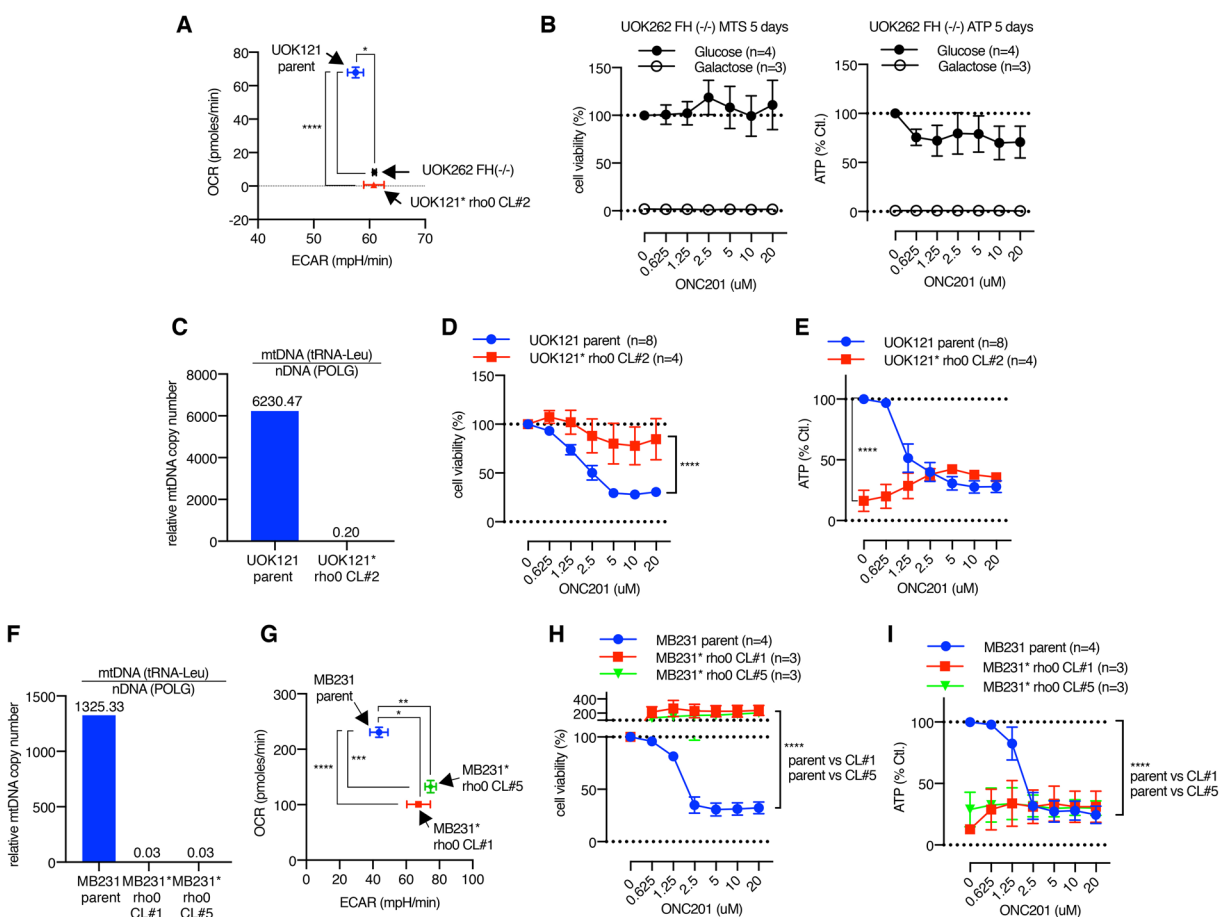 A
UOK121
parent
*
****
UOK262 FH(-/-)
UOK121* rho0 CL#2
OCR (pmoles/min)
80
60
40
20
0
-20
40
50
60
70
ECAR (mpH/min)
B
UOK262 FH (-/-) MTS 5 days
Glucose (n=4)
Galactose (n=3)
cell viability (%)
150
100
50
0
0
0.625
1.25
2.5
5
10
20
ONC201 (uM)
UOK262 FH (-/) ATP 5 days
Glucose (n=4)
Galactose (n=3)
ATP (% Ctl.)
150
100
50
0
0
0.625
1.25
2.5
5
10
20
ONC201 (uM)
C
mtDNA (tRNA-Leu)
nDNA (POLG)
relative mtDNA copy number
8000
6000
4000
2000
0
6230.47
0.20
UOK121
parent
UOK121*
rho0 CL#2
D
UOK121 parent (n=8)
UOK121* rho0 CL#2 (n=4)
cell viability (%)
150
100
50
0
****
0
0.625
1.25
2.5
5
10
20
ONC201 (uM)
E
UOK121 parent (n=8)
UOK121* rho0 CL#2 (n=4)
ATP (% Ctl.)
100
50
0
****
0
0.625
1.25
2.5
5
10
20
ONC201 (uM)
F
mtDNA (tRNA-Leu)
nDNA (POLG)
relative mtDNA copy number
1500
1000
500
0
1325.33
0.03
0.03
MB231
parent
MB231*
rho0
CL#1
MB231*
rho0
CL#5
G
MB231
parent
**
*
****
***
MB231*
rho0 CL#5
MB231*
rho0 CL#1
OCR (pmoles/min)
300
200
100
0
0
20
40
60
80
100
ECAR (mpH/min)
H
MB231 parent (n=4)
MB231* rho0 CL#1 (n=3)
MB231* rho0 CL#5 (n=3)
cell viability (%)
400
200
100
50
0
****
parent vs CL#1
parent vs CL#5
0
0.625
1.25
2.5
5
10
20
ONC201 (uM)
I
MB231 parent (n=4)
MB231* rho0 CL#1 (n=3)
MB231* rho0 CL#5 (n=3)
ATP (% Ctl.)
100
50
0
****
parent vs CL#1
parent vs CL#5
0
0.625
1.25
2.5
5
10
20
ONC201 (uM)